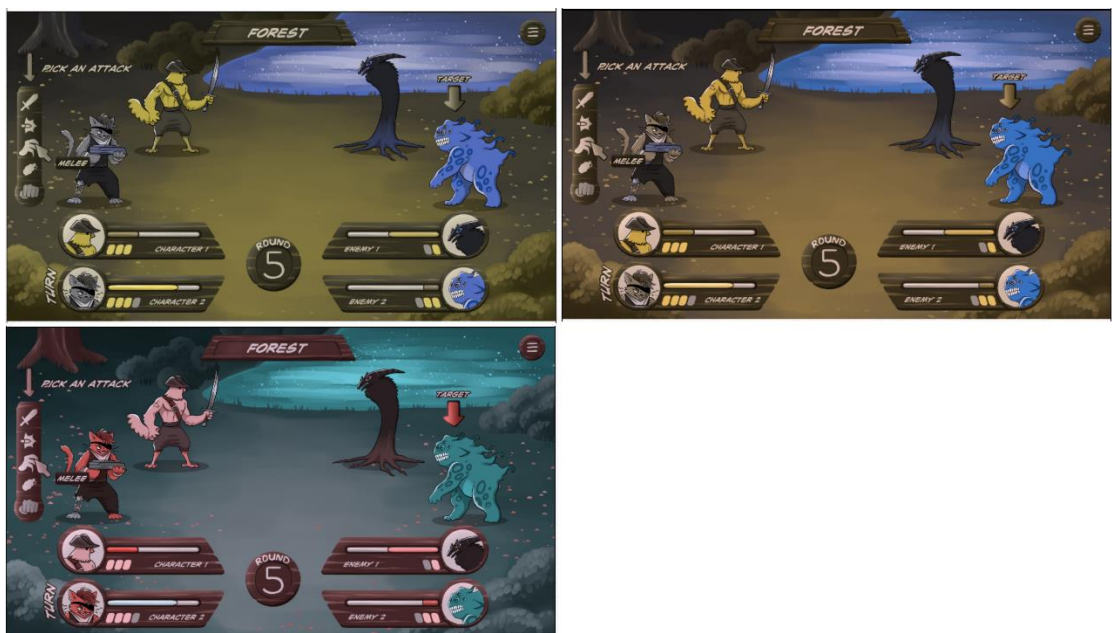 FOREST
PICK AN ATTACK
TARGET
MELEE
CHARACTER 1
ENEMY 1
ROUND
5
TURN
CHARACTER 2
ENEMY 2
FOREST
PICK AN ATTACK
TARGET
MELEE
CHARACTER 1
ENEMY 1
ROUND
5
TURN
CHARACTER 2
ENEMY 2
FOREST
PICK AN ATTACK
TARGET
MELEE
CHARACTER 1
ENEMY 1
ROUND
5
TURN
CHARACTER 2
ENEMY 2